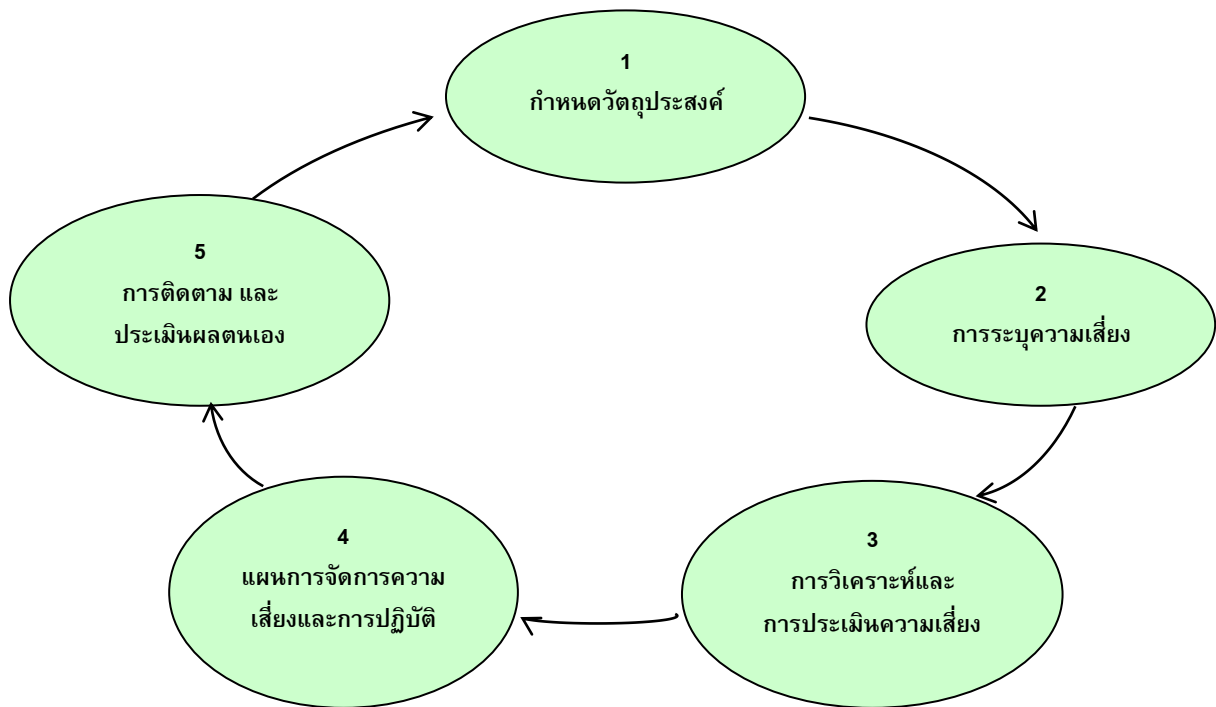 1
กำหนดวัตถุประสงค์
2
การระบุความเสี่ยง
3
การวิเคราะห์และ
การประเมินความเสี่ยง
4
แผนการจัดการความ
เสี่ยงและการปฏิบัติ
5
การติดตาม และ
ประเมินผลตนเอง